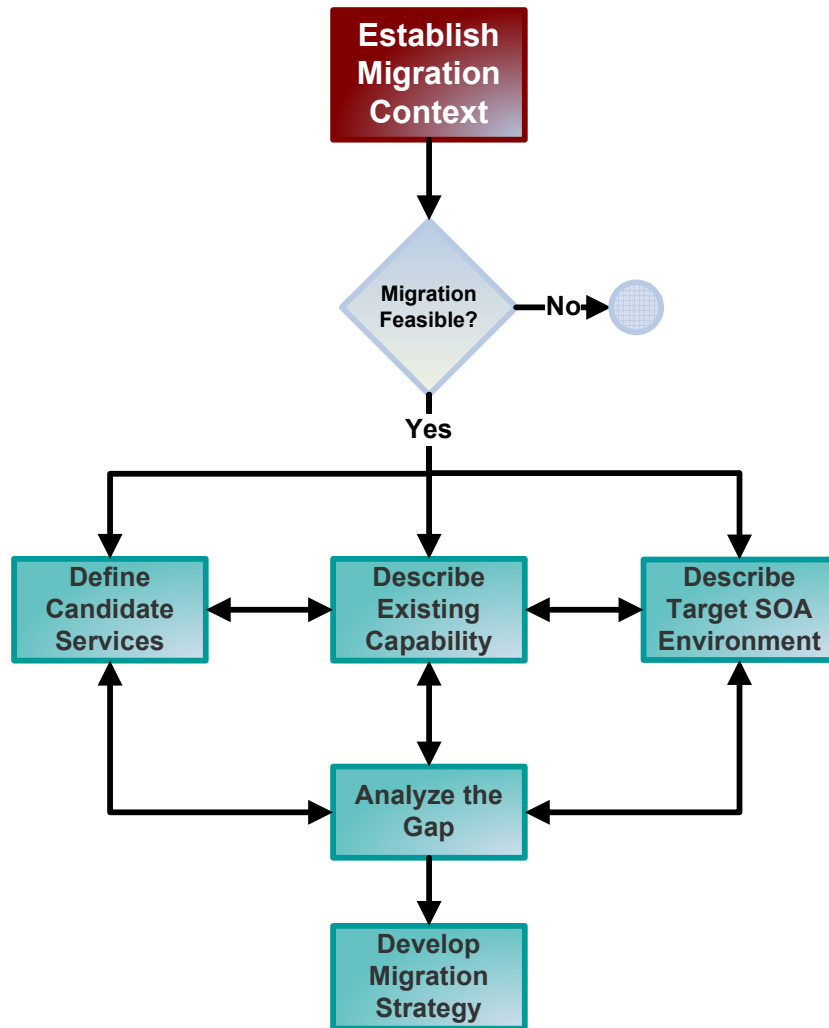 Establish
Migration
Context
Migration
Feasible?
No
Yes
Define
Candidate
Services
Describe
Existing
Capability
Describe
Target SOA
Environment
Analyze the
Gap
Develop
Migration
Strategy